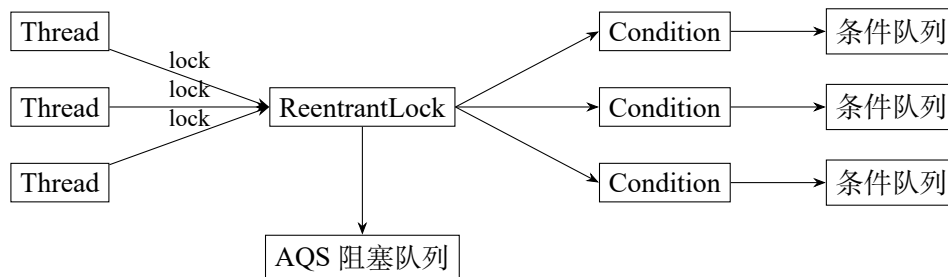 Thread
Condition
条件队列
lock
Thread
lock
ReentrantLock
Condition
条件队列
lock
Thread
Condition
条件队列
AQS 阻塞队列